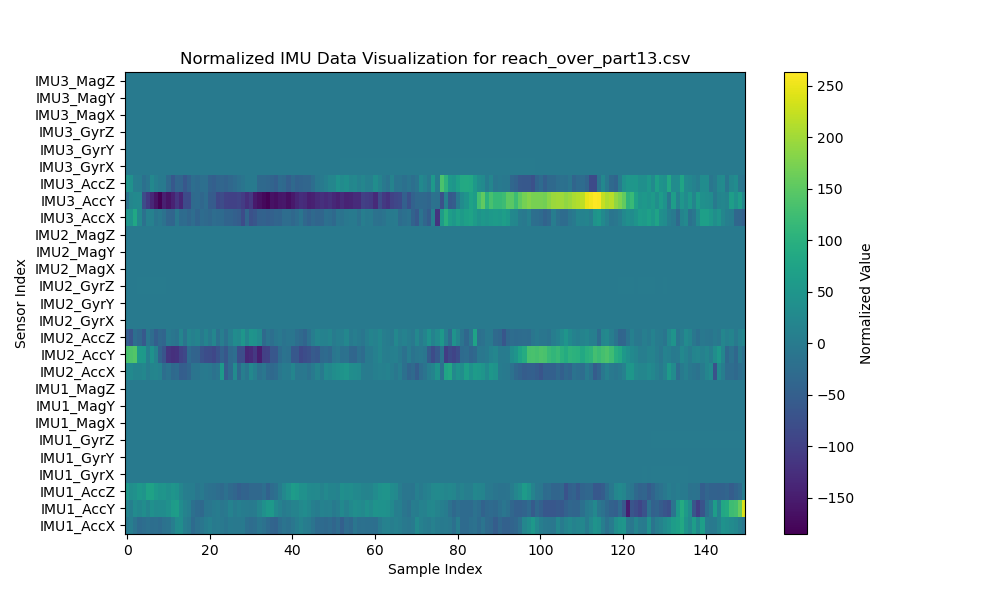 Normalized IMU Data Visualization for reach_over_part13.csv
IMU3_MagZ
IMU3_MagY
IMU3_MagX
IMU3_GyrZ
IMU3_GyrY
IMU3_GyrX
IMU3_AccZ
IMU3_AccY
IMU3_AccX
IMU2_MagZ
IMU2_MagY
IMU2_MagX
IMU2_GyrZ
IMU2_GyrY
IMU2_GyrX
IMU2_AccZ
IMU2_AccY
IMU2_AccX
IMU1_MagZ
IMU1_MagY
IMU1_MagX
IMU1_GyrZ
IMU1_GyrY
IMU1_GyrX
IMU1_AccZ
IMU1_AccY
IMU1_AccX
Sensor Index
0 20 40 60 80 100 120 140
Sample Index
250
200
150
100
50
0
−50
−100
−150
Normalized Value